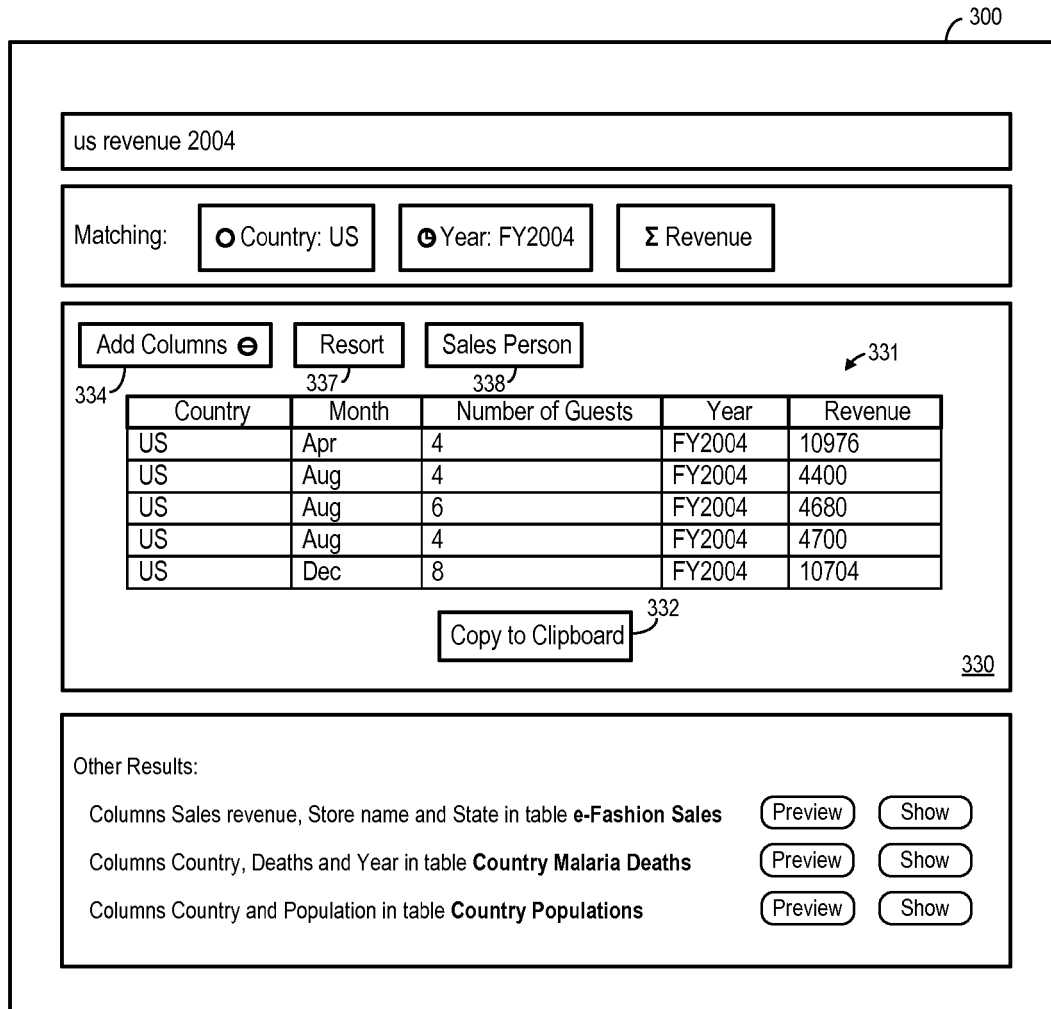 300
us revenue 2004
Matching: Country: US Year: FY2004 Σ Revenue
Add Columns Resort Sales Person
331
334 337 338
Country Month Number of Guests Year Revenue
US Apr 4 FY2004 10976
US Aug 4 FY2004 4400
US Aug 6 FY2004 4680
US Aug 4 FY2004 4700
US Dec 8 FY2004 10704
332
Copy to Clipboard
330
Other Results:
Columns Sales revenue, Store name and State in table e-Fashion Sales Preview Show
Columns Country, Deaths and Year in table Country Malaria Deaths Preview Show
Columns Country and Population in table Country Populations Preview Show